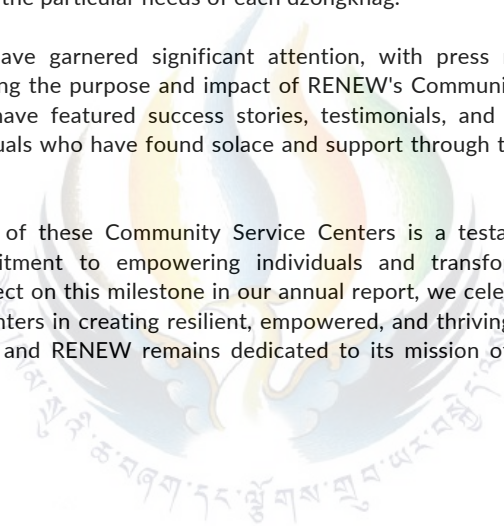 the particular needs of each dzongkhag.
ave garnered significant attention, with press
ng the purpose and impact of RENEW's Communi
have featured success stories, testimonials, and
uals who have found solace and support through t
of these Community Service Centers is a testa
itment to empowering individuals and transfo
ect on this milestone in our annual report, we cele
nters in creating resilient, empowered, and thriving
and RENEW remains dedicated to its mission o